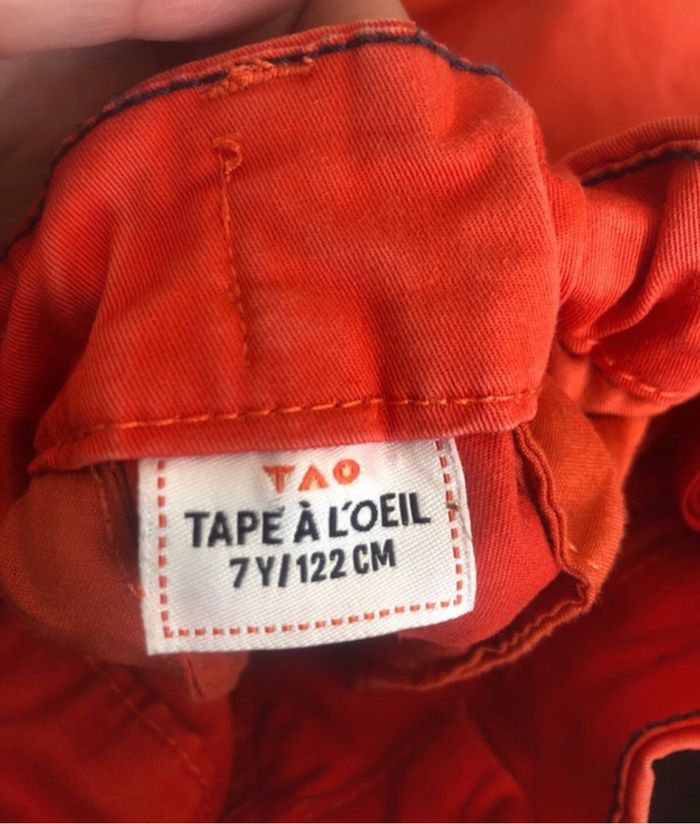 TAO
TAPE À L'OEIL
7 Y/122 CM